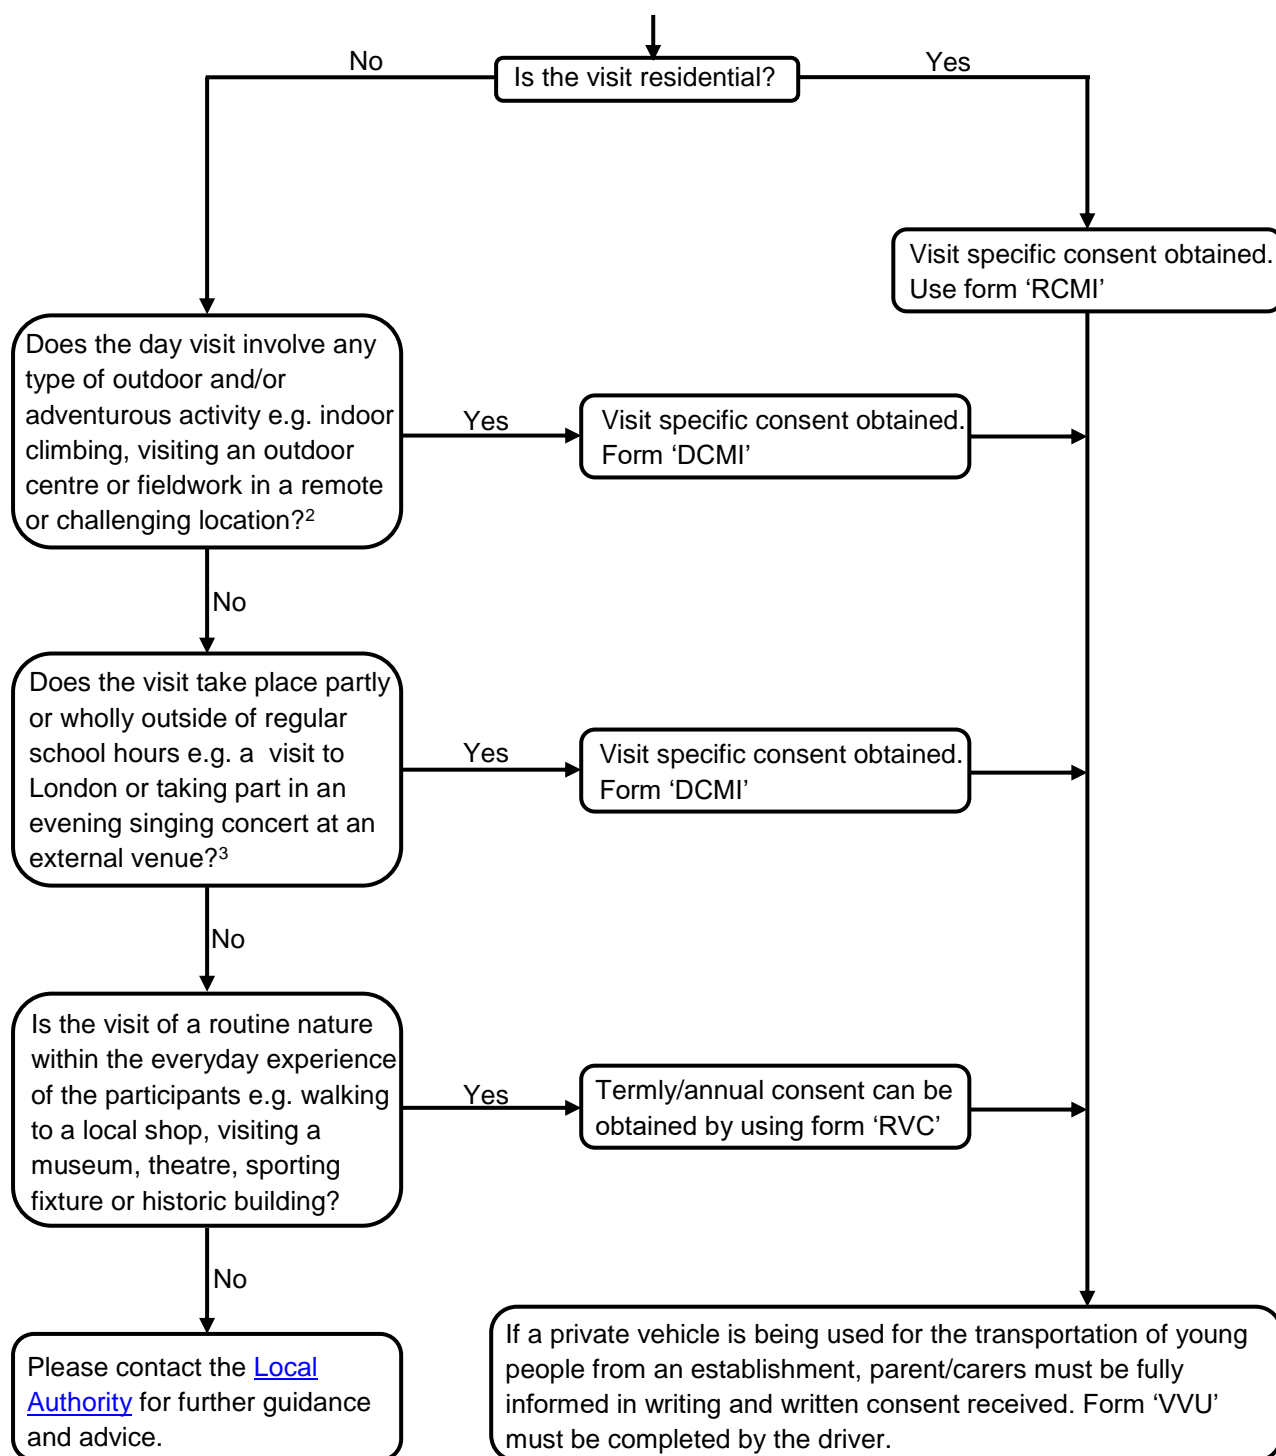 Is the visit residential?
No
Yes
Visit specific consent obtained.
Use form ‘RCMI’
Does the day visit involve any
type of outdoor and/or
adventurous activity e.g. indoor
climbing, visiting an outdoor
centre or fieldwork in a remote
or challenging location?²
Yes
Visit specific consent obtained.
Form ‘DCMI’
No
Does the visit take place partly
or wholly outside of regular
school hours e.g. a visit to
London or taking part in an
evening singing concert at an
external venue?³
Yes
Visit specific consent obtained.
Form ‘DCMI’
No
Is the visit of a routine nature
within the everyday experience
of the participants e.g. walking
to a local shop, visiting a
museum, theatre, sporting
fixture or historic building?
Yes
Termly/annual consent can be
obtained by using form ‘RVC’
No
Please contact the Local
Authority for further guidance
and advice.
If a private vehicle is being used for the transportation of young
people from an establishment, parent/carers must be fully
informed in writing and written consent received. Form ‘VVU’
must be completed by the driver.